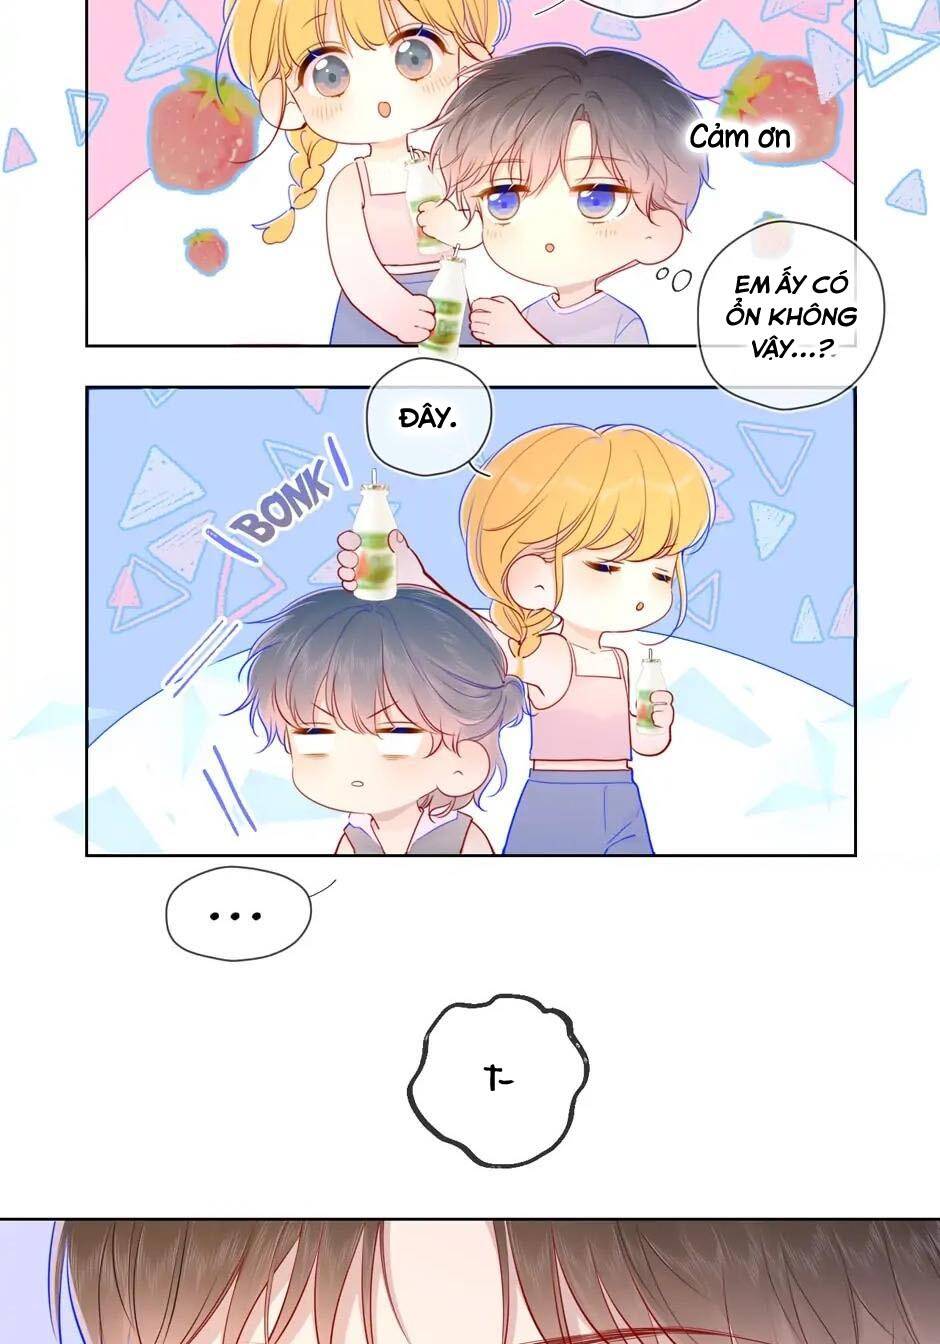 Cảm ơn
EM ẤY CÓ
ỔN KHÔNG
VẬY...?
ĐÂY.
BONK
...
t-